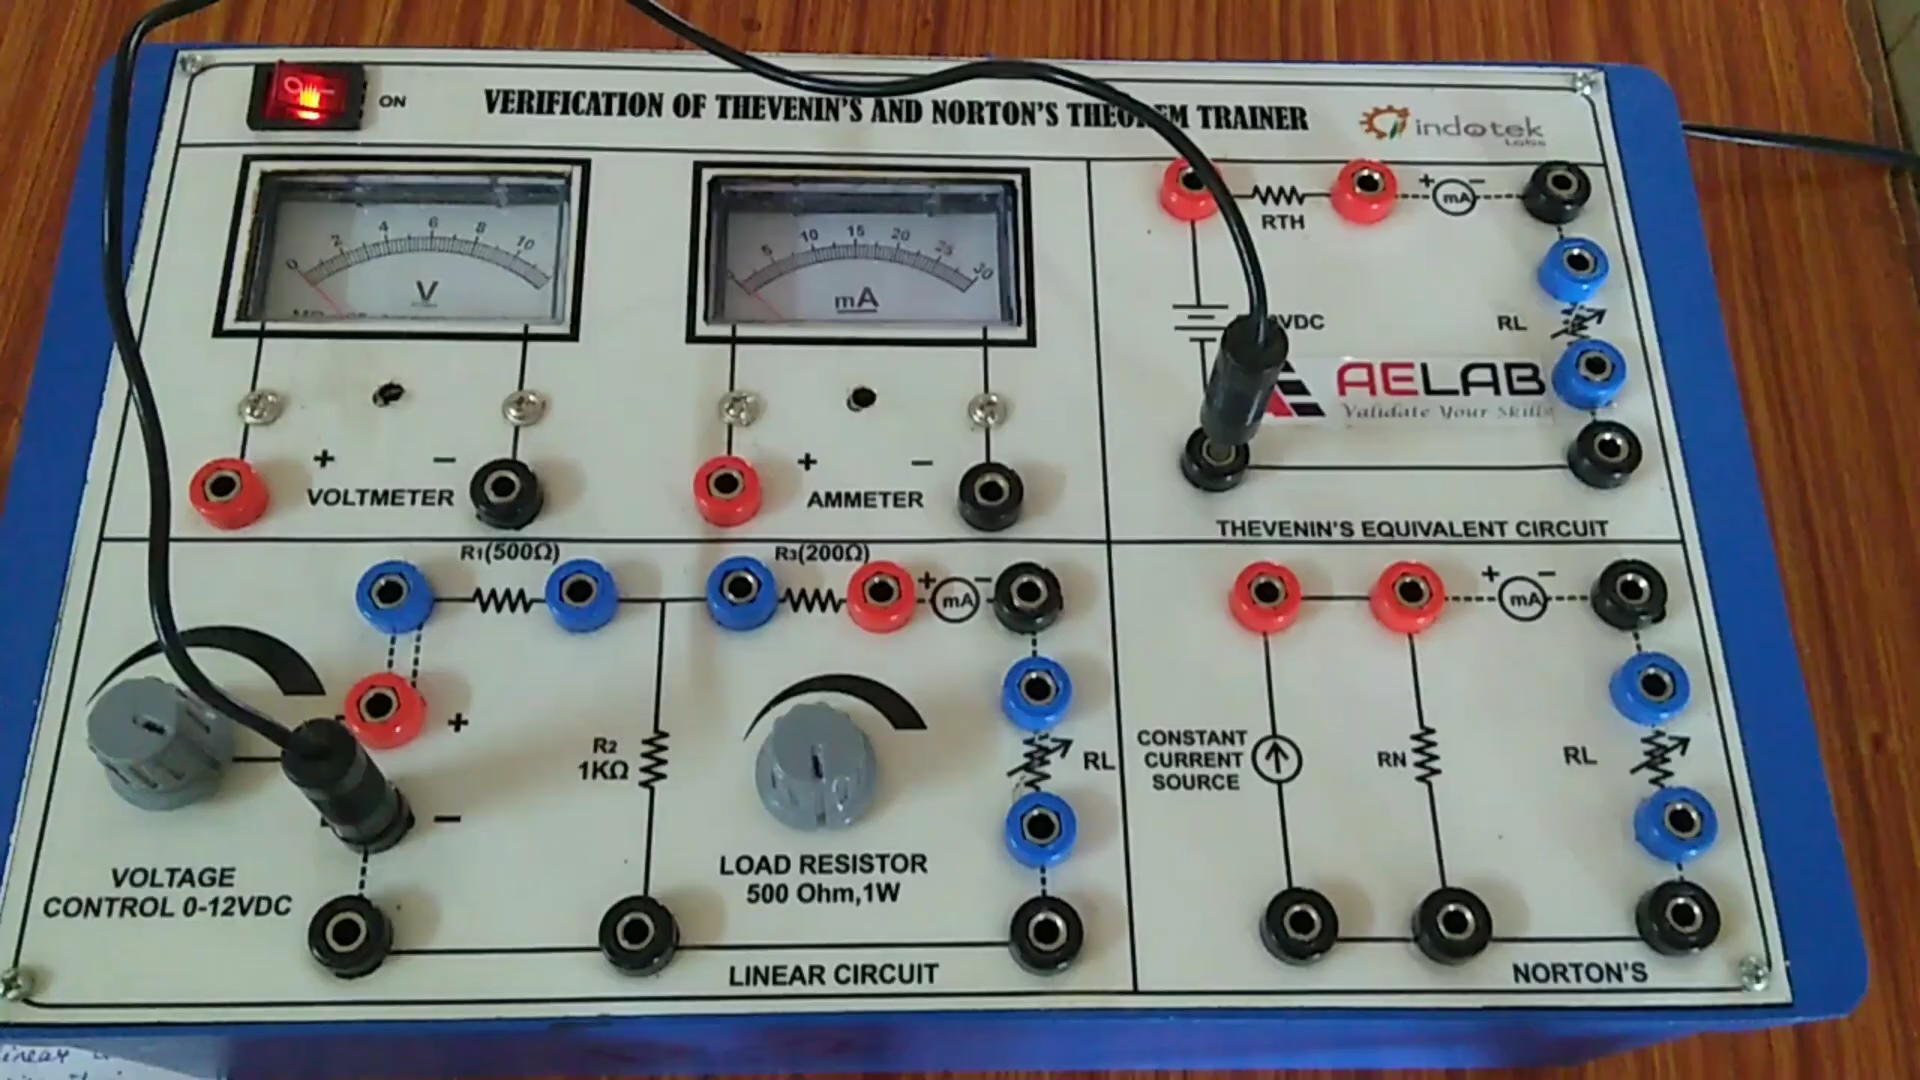 ON
VERIFICATION OF THEVENIN'S AND NORTON'S THEOREM TRAINER
indotek
Labs
0 2 4 6 8 10
V
0 5 10 15 20 25 30
mA
+ − 
VOLTMETER
+ −
AMMETER
+ mA −
RTH
VDC
RL
AELAB
Validate Your Skills
THEVENIN'S EQUIVALENT CIRCUIT
R1(500Ω)
R3(200Ω)
+ mA −
+
−
R2
1KΩ
RL
VOLTAGE
CONTROL 0-12VDC
LOAD RESISTOR
500 Ohm,1W
LINEAR CIRCUIT
+ mA −
CONSTANT
CURRENT
SOURCE
RN
RL
NORTON'S